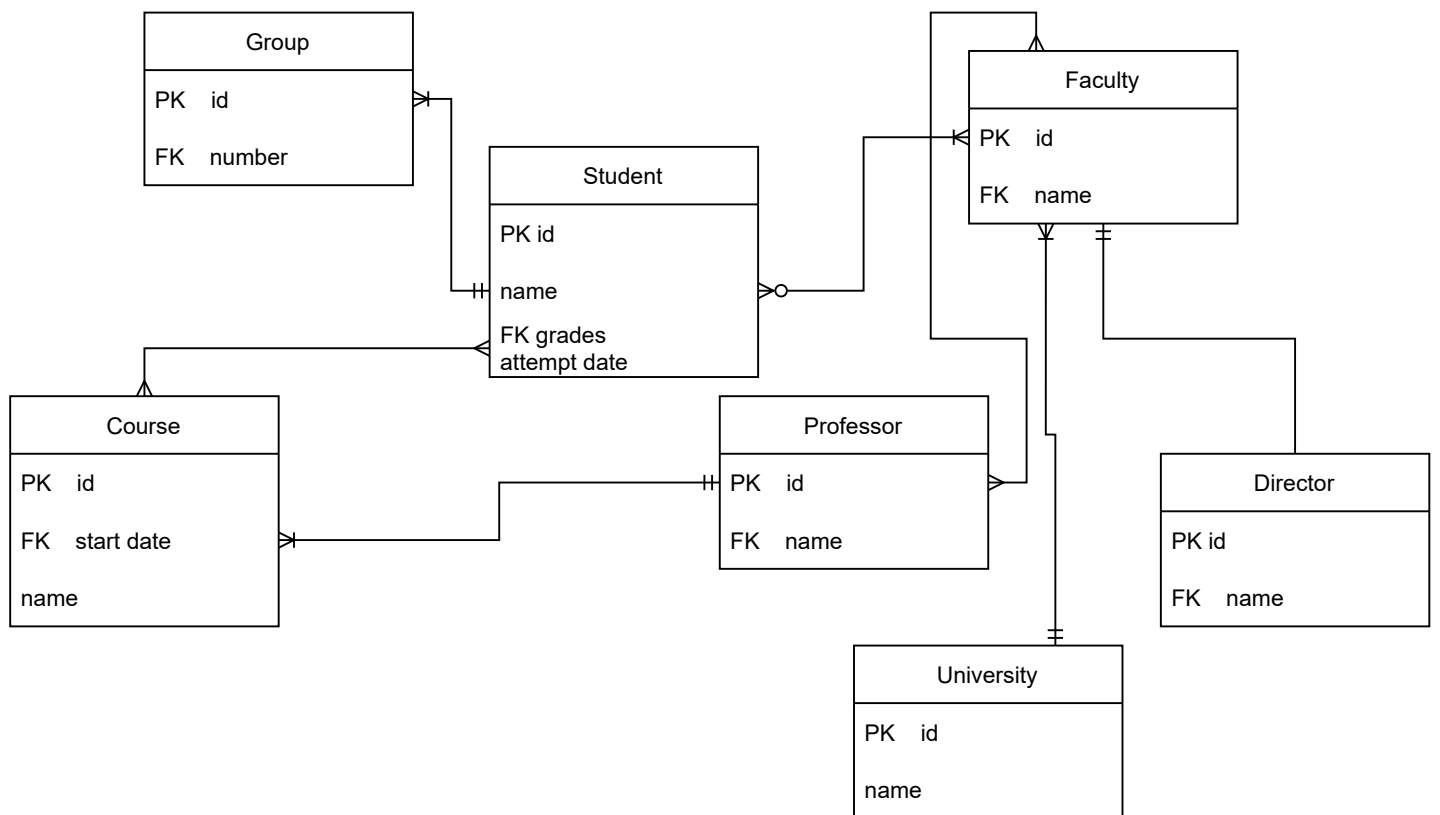 Group
PK id
FK number
Student
PK id
name
FK grades
attempt date
Faculty
PK id
FK name
Course
PK id
FK start date
name
Professor
PK id
FK name
Director
PK id
FK name
University
PK id
name